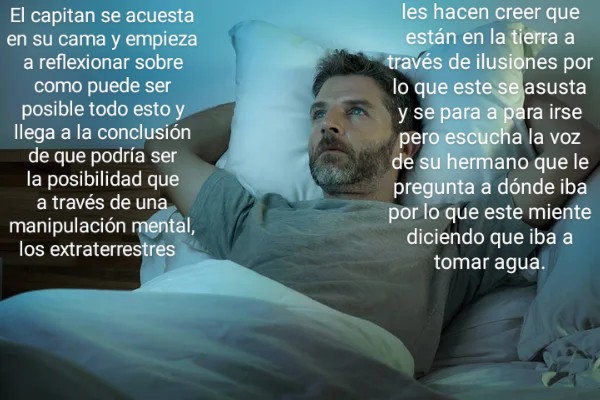 El capitan se acuesta
en su cama y empieza
a reflexionar sobre
como puede ser
posible todo esto y
llega a la conclusión
de que podría ser
la posibilidad que
a través de una
manipulación mental,
los extraterrestres
les hacen creer que
están en la tierra a
través de ilusiones por
lo que este se asusta
y se para a para irse
pero escucha la voz
de su hermano que le
pregunta a dónde iba
por lo que este miente
diciendo que iba a
tomar agua.